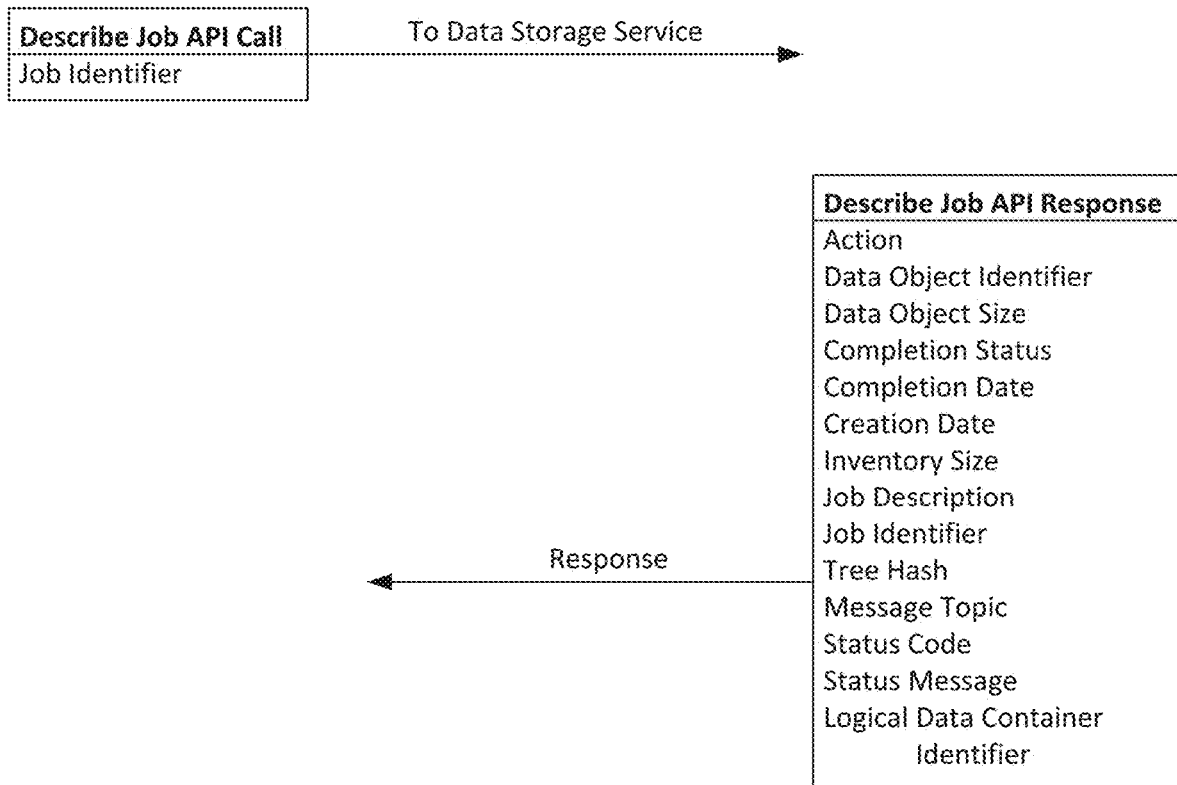 Describe Job API Call
Job Identifier
To Data Storage Service
Describe Job API Response
Action
Data Object Identifier
Data Object Size
Completion Status
Completion Date
Creation Date
Inventory Size
Job Description
Job Identifier
Tree Hash
Message Topic
Status Code
Status Message
Logical Data Container
Identifier
Response